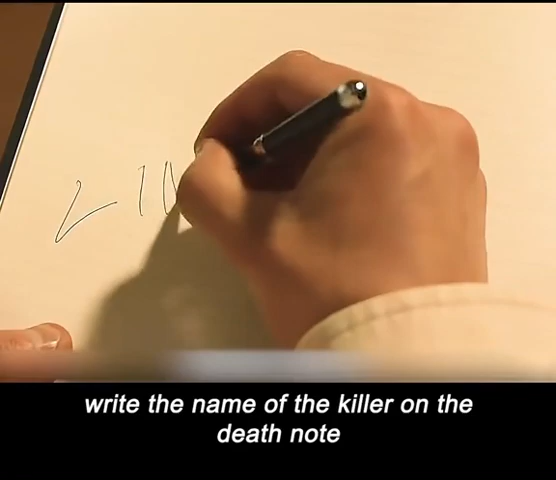 write the name of the killer on the
death note